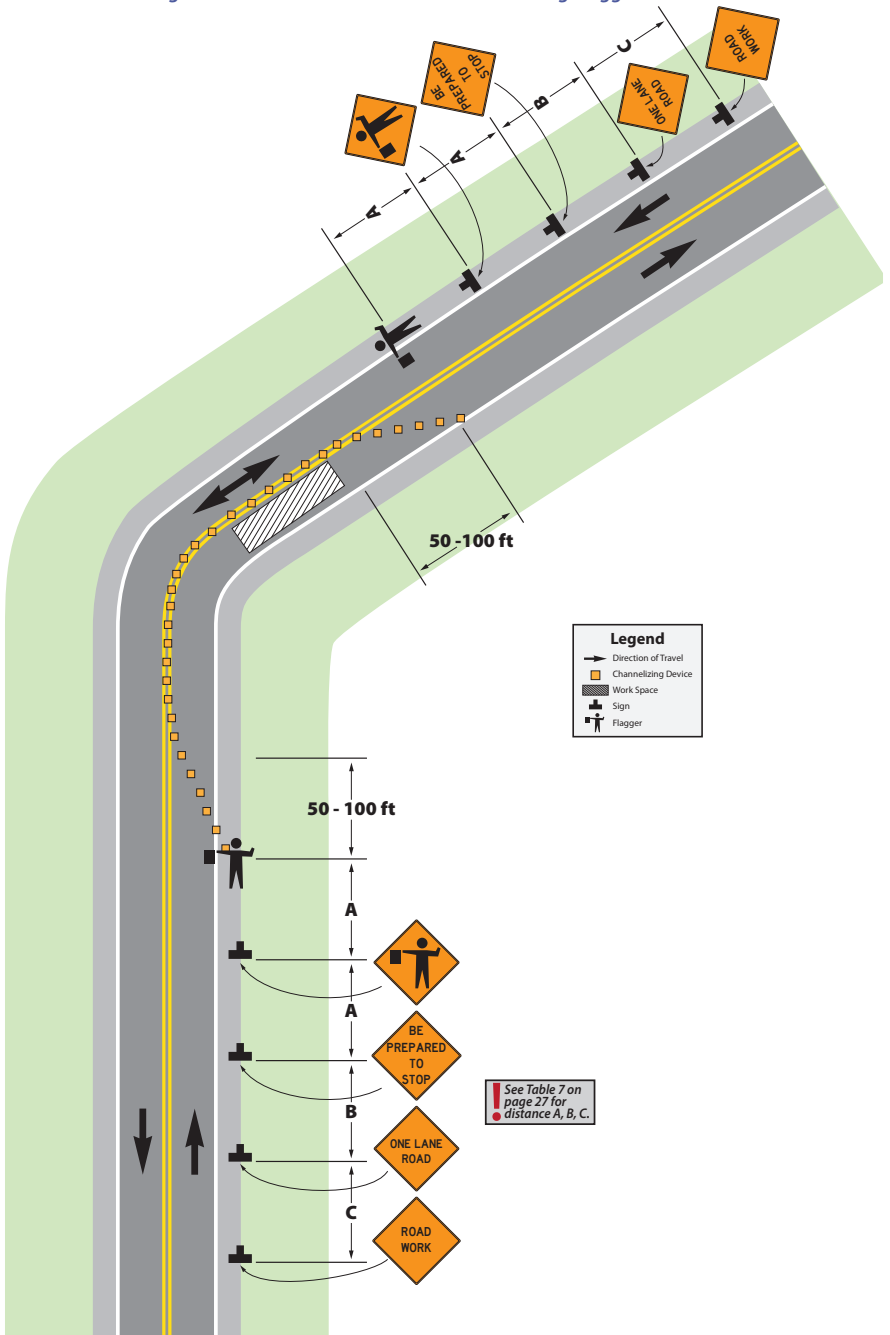 ROAD
WORK
C
ONE LANE
ROAD
B
BE
PREPARED
TO
STOP
A
A
50 -100 ft
Legend
Direction of Travel
Channelizing Device
Work Space
Sign
Flagger
50 - 100 ft
A
A
BE
PREPARED
TO
STOP
See Table 7 on
page 27 for
distance A, B, C.
B
ONE LANE
ROAD
C
ROAD
WORK